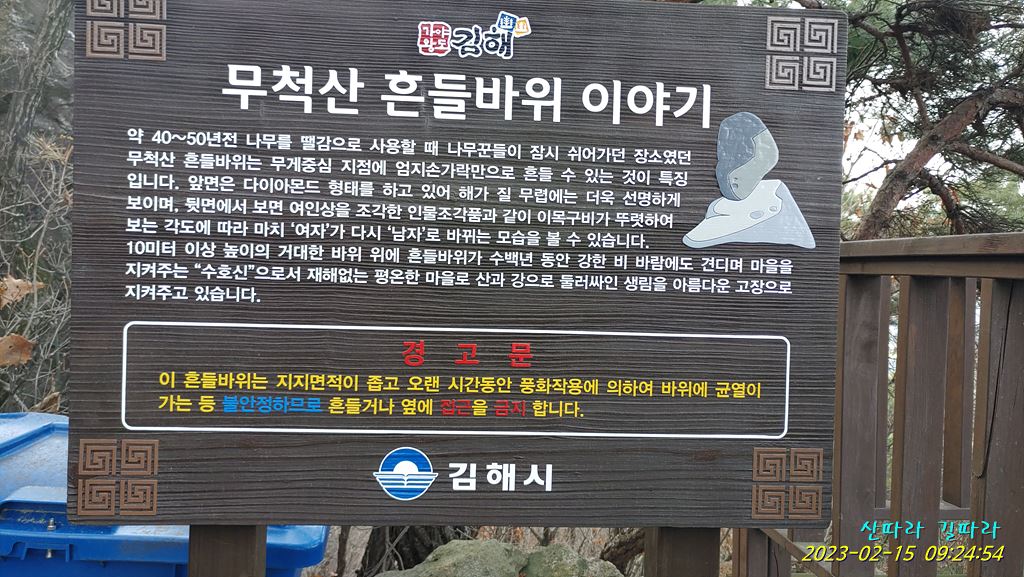 가야
왕도 김해
무척산 흔들바위 이야기
약 40~50년전 나무를 땔감으로 사용할 때 나무꾼들이 잠시 쉬어가던 장소였던
무척산 흔들바위는 무게중심 지점에 엄지손가락만으로 흔들 수 있는 것이 특징
입니다. 앞면은 다이아몬드 형태를 하고 있어 해가 질 무렵에는 더욱 선명하게
보이며, 뒷면에서 보면 여인상을 조각한 인물조각품과 같이 이목구비가 뚜렷하여
보는 각도에 따라 마치 '여자'가 다시 '남자'로 바뀌는 모습을 볼 수 있습니다.
10미터 이상 높이의 거대한 바위 위에 흔들바위가 수백년 동안 강한 비 바람에도 견디며 마을을
지켜주는 "수호신"으로서 재해없는 평온한 마을로 산과 강으로 둘러싸인 생림을 아름다운 고장으로
지켜주고 있습니다.
경 고 문
이 흔들바위는 지지면적이 좁고 오랜 시간동안 풍화작용에 의하여 바위에 균열이
가는 등 불안정하므로 흔들거나 옆에 접근을 금지 합니다.
김해시
산따라 길따라
2023-02-15 09:24:54